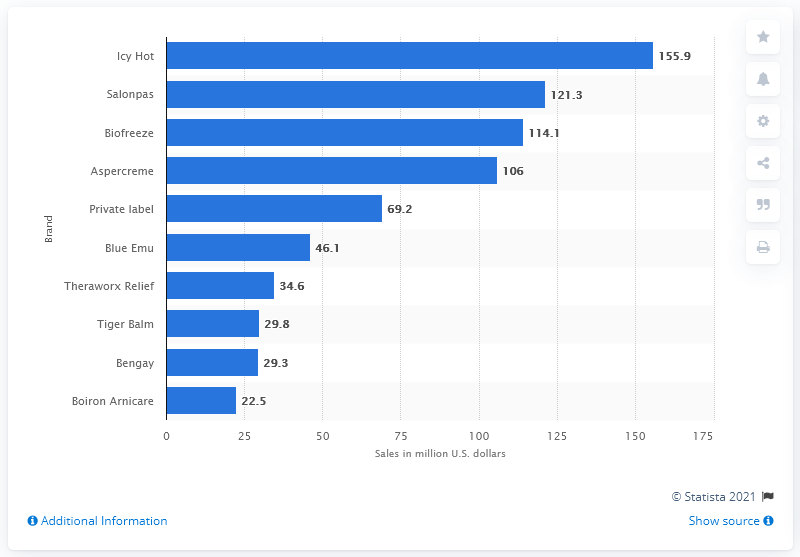 Icy Hot 155.9
Salonpas 121.3
Biofreeze 114.1
Aspercreme 106
Private label 69.2
Brand
Blue Emu 46.1
Theraworx Relief 34.6
Tiger Balm 29.8
Bengay 29.3
Boiron Arnicare 22.5
0 25 50 75 100 125 150 175
Sales in million U.S. dollars
© Statista 2021
Additional Information
Show source